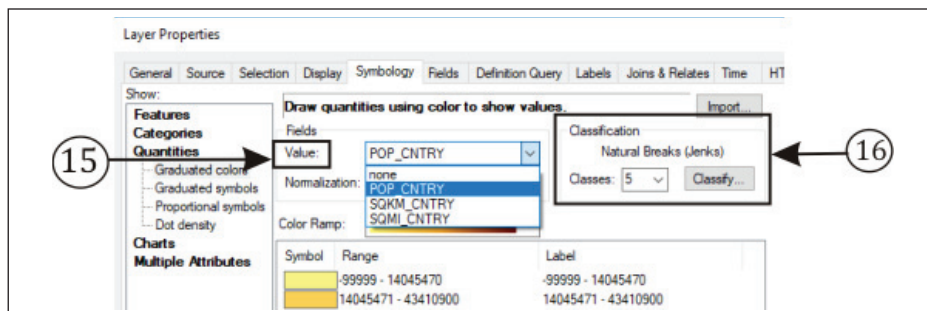 Layer Properties
General Source Selection Display Symbology Fields Definition Query Labels Joins & Relates Time HT
Show:
Features
Categories
Quantities
Graduated colors
Graduated symbols
Proportional symbols
Dot density
Charts
Multiple Attributes
Draw quantities using color to show values.
Import...
Fields
Value: POP_CNTRY
none
POP_CNTRY
SQKM_CNTRY
SQMI_CNTRY
Normalization:
Color Ramp:
Classification
Natural Breaks (Jenks)
Classes: 5 Classify...
Symbol Range Label
-99999 - 14045470 -99999 - 14045470
14045471 - 43410900 14045471 - 43410900
15
16